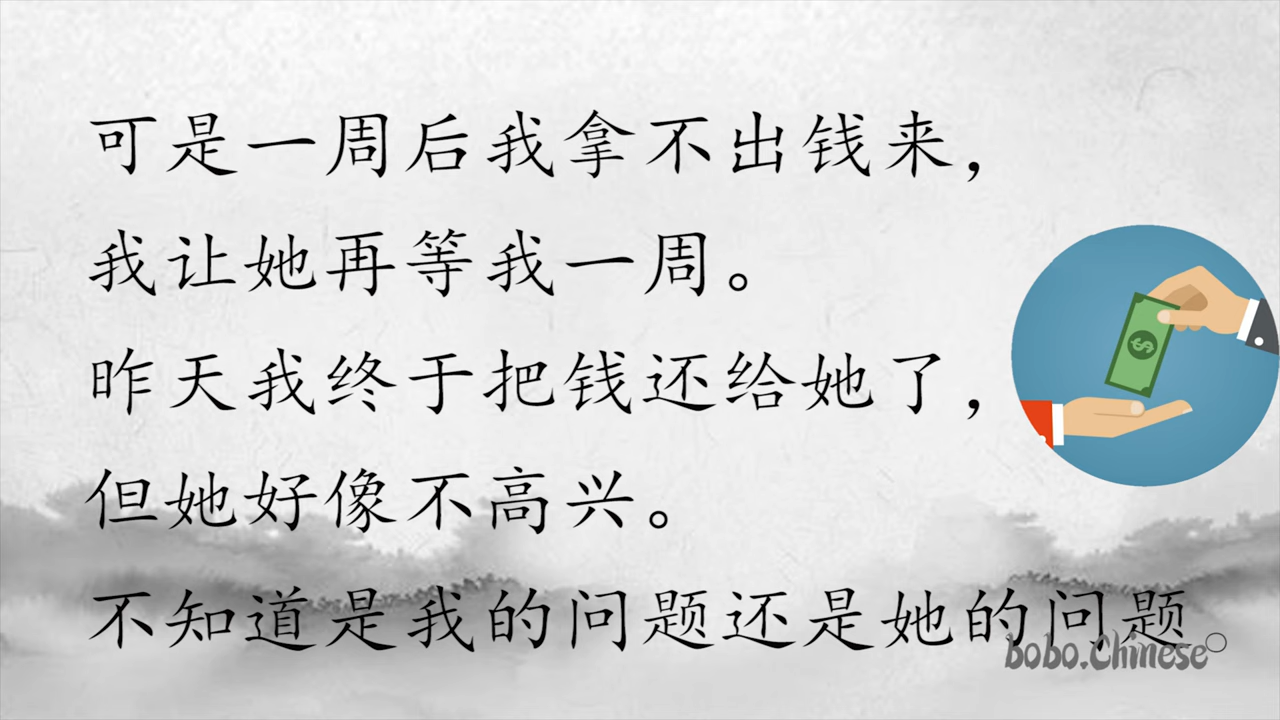 可是一周后我拿不出钱来，
我让她再等我一周。
昨天我终于把钱还给她了，
但她好像不高兴。
不知道是我的问题还是她的问题。
bobo.Chinese